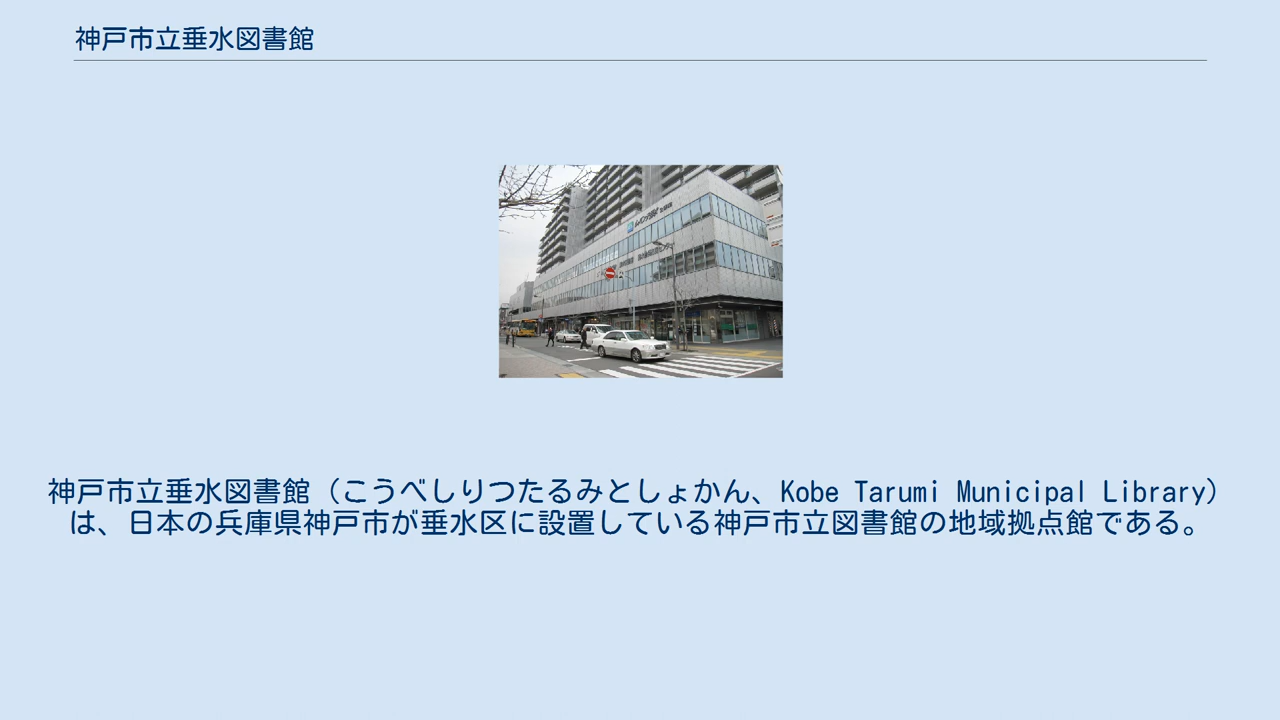 神戸市立垂水図書館
神戸市立垂水図書館（こうべしりつたるみとしょかん、Kobe Tarumi Municipal Library）
は、日本の兵庫県神戸市が垂水区に設置している神戸市立図書館の地域拠点館である。